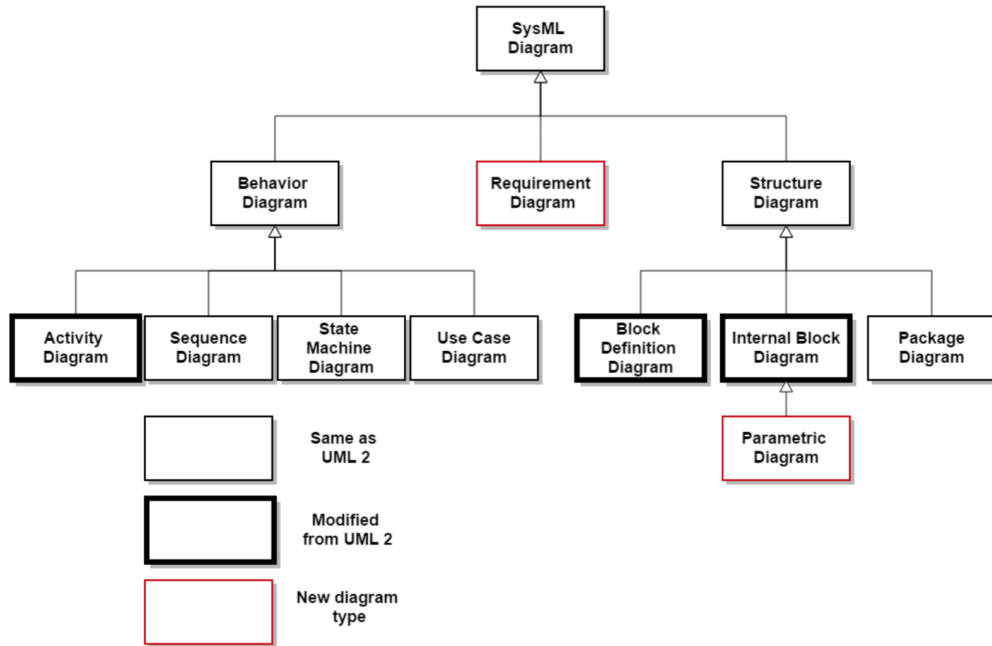 SysML
Diagram
Behavior
Diagram
Requirement
Diagram
Structure
Diagram
Activity
Diagram
Sequence
Diagram
State
Machine
Diagram
Use Case
Diagram
Block
Definition
Diagram
Internal Block
Diagram
Package
Diagram
Parametric
Diagram
Same as
UML 2
Modified
from UML 2
New diagram
type